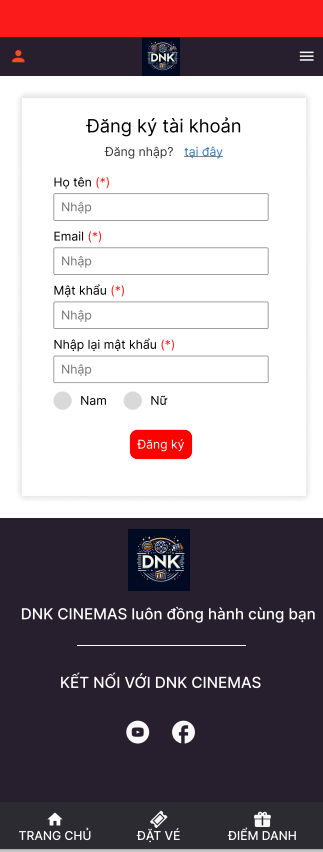 DNK
Đăng ký tài khoản
Đăng nhập? tại đây
Họ tên (*)
Nhập
Email (*)
Nhập
Mật khẩu (*)
Nhập
Nhập lại mật khẩu (*)
Nhập
Nam Nữ
Đăng ký
DNK
DNK CINEMAS luôn đồng hành cùng bạn
KẾT NỐI VỚI DNK CINEMAS
TRANG CHỦ ĐẶT VÉ ĐIỂM DANH